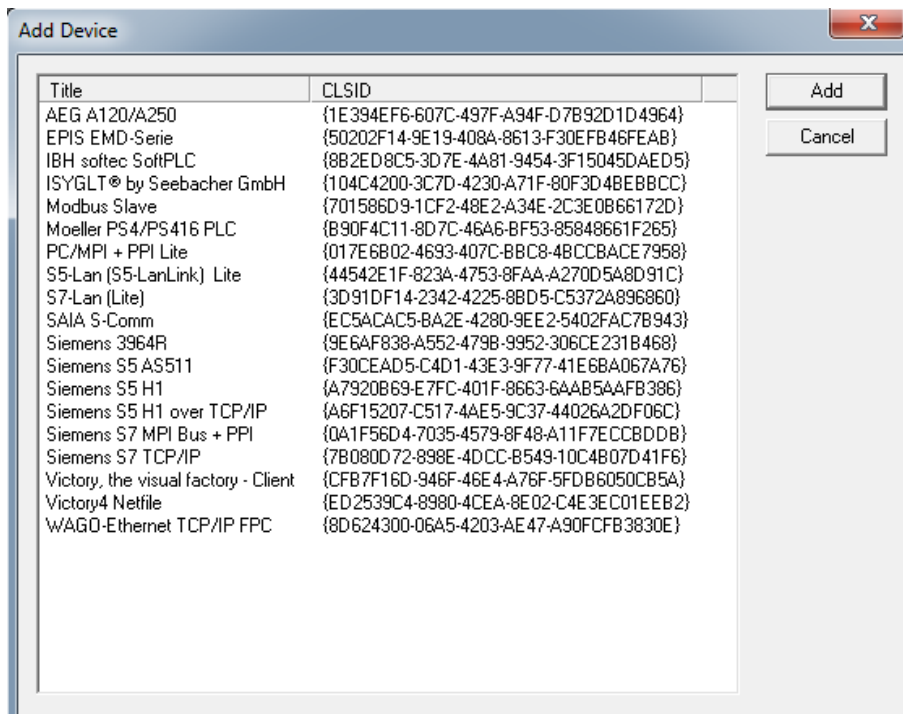 Add Device
Title CLSID
Add
Cancel
AEG A120/A250 {1E394EF6-607C-497F-A94F-D7B92D1D4964}
EPIS EMD-Serie {50202F14-9E19-408A-8613-F30EFB46FEAB}
IBH softec SoftPLC {8B2ED8C5-3D7E-4A81-9454-3F15045DAED5}
ISYGLT® by Seebacher GmbH {104C4200-3C7D-4230-A71F-80F3D4BEBBCC}
Modbus Slave {701586D9-1CF2-48E2-A34E-2C3E0B66172D}
Moeller PS4/PS416 PLC {B90F4C11-8D7C-46A6-BF53-85848661F265}
PC/MPI + PPI Lite {017E6B02-4693-407C-BBC8-4BCCBACE7958}
S5-Lan (S5-LanLink) Lite {44542E1F-823A-4753-8FAA-A270D5A8D91C}
S7-Lan (Lite) {3D91DF14-2342-4225-8BD5-C5372A896860}
SAIA S-Comm {EC5ACAC5-BA2E-4280-9EE2-5402FAC7B943}
Siemens 3964R {9E6AF838-A552-479B-9952-306CE231B468}
Siemens S5 AS511 {F30CEAD5-C4D1-43E3-9F77-41E6BA067A76}
Siemens S5 H1 {A7920B69-E7FC-401F-8663-6AAB5AAFB386}
Siemens S5 H1 over TCP/IP {A6F15207-C517-4AE5-9C37-44026A2DF06C}
Siemens S7 MPI Bus + PPI {0A1F56D4-7035-4579-8F48-A11F7ECCBDDB}
Siemens S7 TCP/IP {7B080D72-898E-4DCC-B549-10C4B07D41F6}
Victory, the visual factory - Client {CFB7F16D-946F-46E4-A76F-5FDB6050CB5A}
Victory4 Netfile {ED2539C4-8980-4CEA-8E02-C4E3EC01EEB2}
WAGO-Ethernet TCP/IP FPC {8D624300-06A5-4203-AE47-A90FCFB3830E}